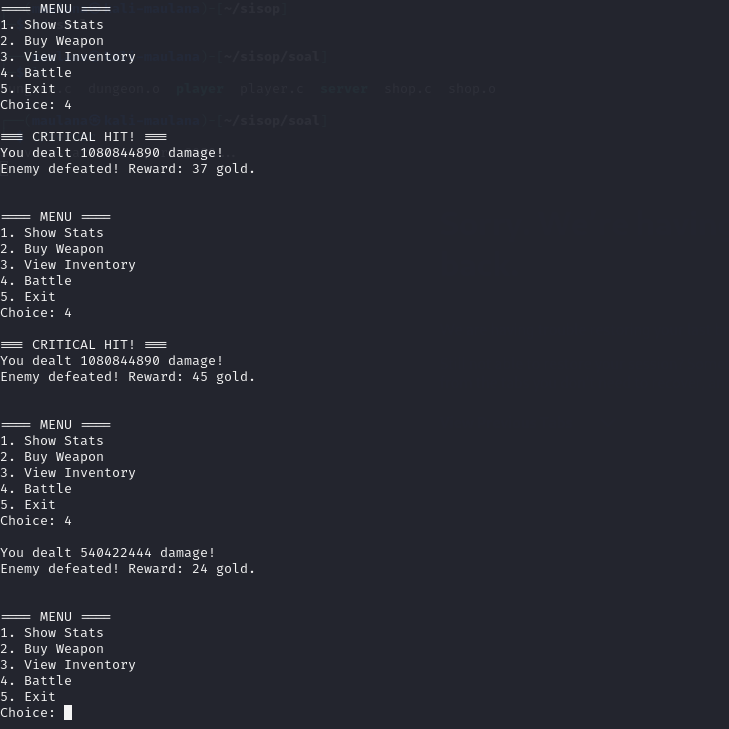 ==== MENU ====
1. Show Stats
2. Buy Weapon
3. View Inventory
4. Battle
5. Exit
Choice: 4
=== CRITICAL HIT! ===
You dealt 1080844890 damage!
Enemy defeated! Reward: 37 gold.
==== MENU ====
1. Show Stats
2. Buy Weapon
3. View Inventory
4. Battle
5. Exit
Choice: 4
=== CRITICAL HIT! ===
You dealt 1080844890 damage!
Enemy defeated! Reward: 45 gold.
==== MENU ====
1. Show Stats
2. Buy Weapon
3. View Inventory
4. Battle
5. Exit
Choice: 4
You dealt 540422444 damage!
Enemy defeated! Reward: 24 gold.
==== MENU ====
1. Show Stats
2. Buy Weapon
3. View Inventory
4. Battle
5. Exit
Choice: